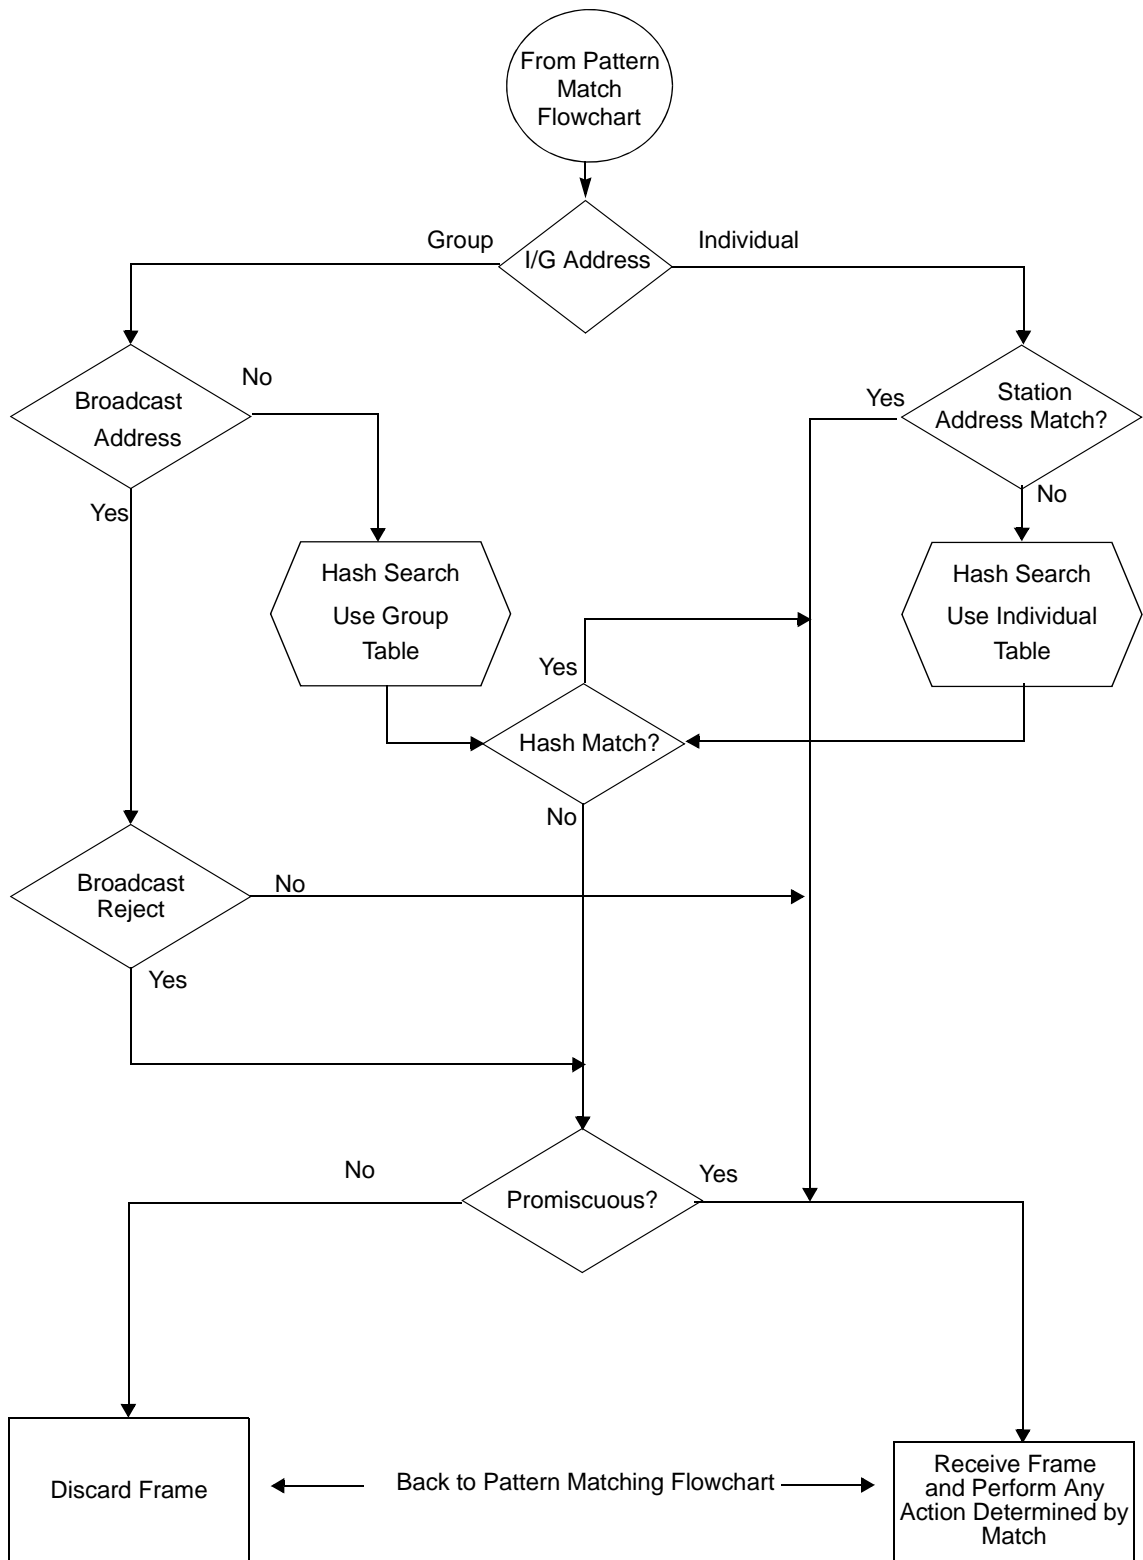 From Pattern
Match
Flowchart
Group
Individual
I/G Address
No
Yes
Broadcast
Address
Station
Address Match?
Yes
No
Hash Search
Use Group
Table
Hash Search
Use Individual
Table
Yes
Hash Match?
No
Broadcast
Reject
No
Yes
No
Yes
Promiscuous?
Discard Frame
Back to Pattern Matching Flowchart
Receive Frame
and Perform Any
Action Determined by
Match